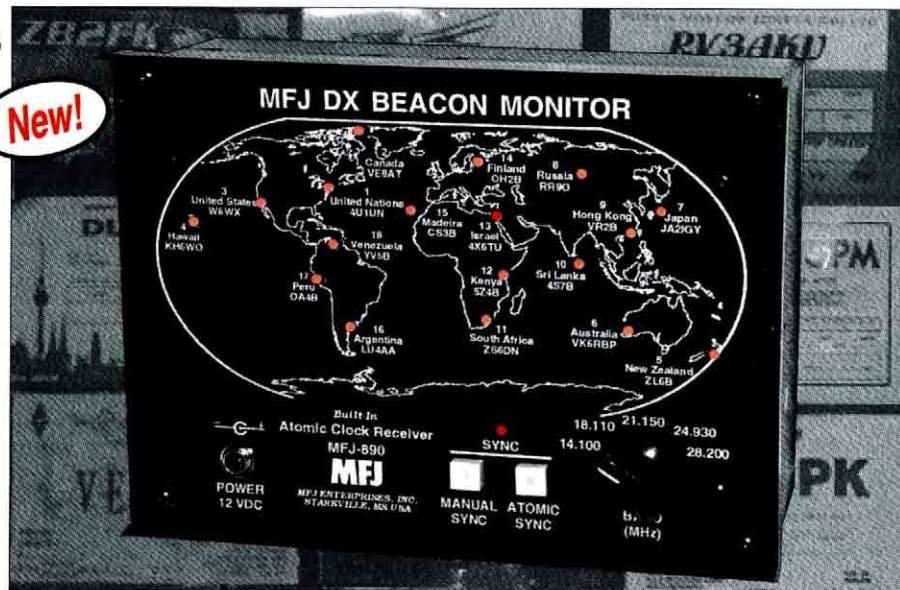 ZB2FK
RV3AKU
New!
MFJ DX BEACON MONITOR
2
Canada
VE8AT
14
Finland
OH2B
8
Russia
RR9O
3
United States
W6WX
1
United Nations
4U1UN
15
Madeira
CS3B
13
Israel
4X6TU
9
Hong Kong
VR2B
7
Japan
JA2IGY
4
Hawaii
KH6WO
18
Venezuela
YV5B
17
Peru
OA4B
12
Kenya
5Z4B
10
Sri Lanka
4S7B
16
Argentina
LU4AA
11
South Africa
ZS6DN
6
Australia
VK6RBP
5
New Zealand
ZL6B
PM
PK
Built-In
Atomic Clock Receiver
MFJ-890
MFJ
MFJ ENTERPRISES, INC.
STARKVILLE, MS USA
POWER
12 VDC
SYNC
MANUAL
SYNC
ATOMIC
SYNC
14.100
18.110
21.150
24.930
28.200
BAND
(MHz)